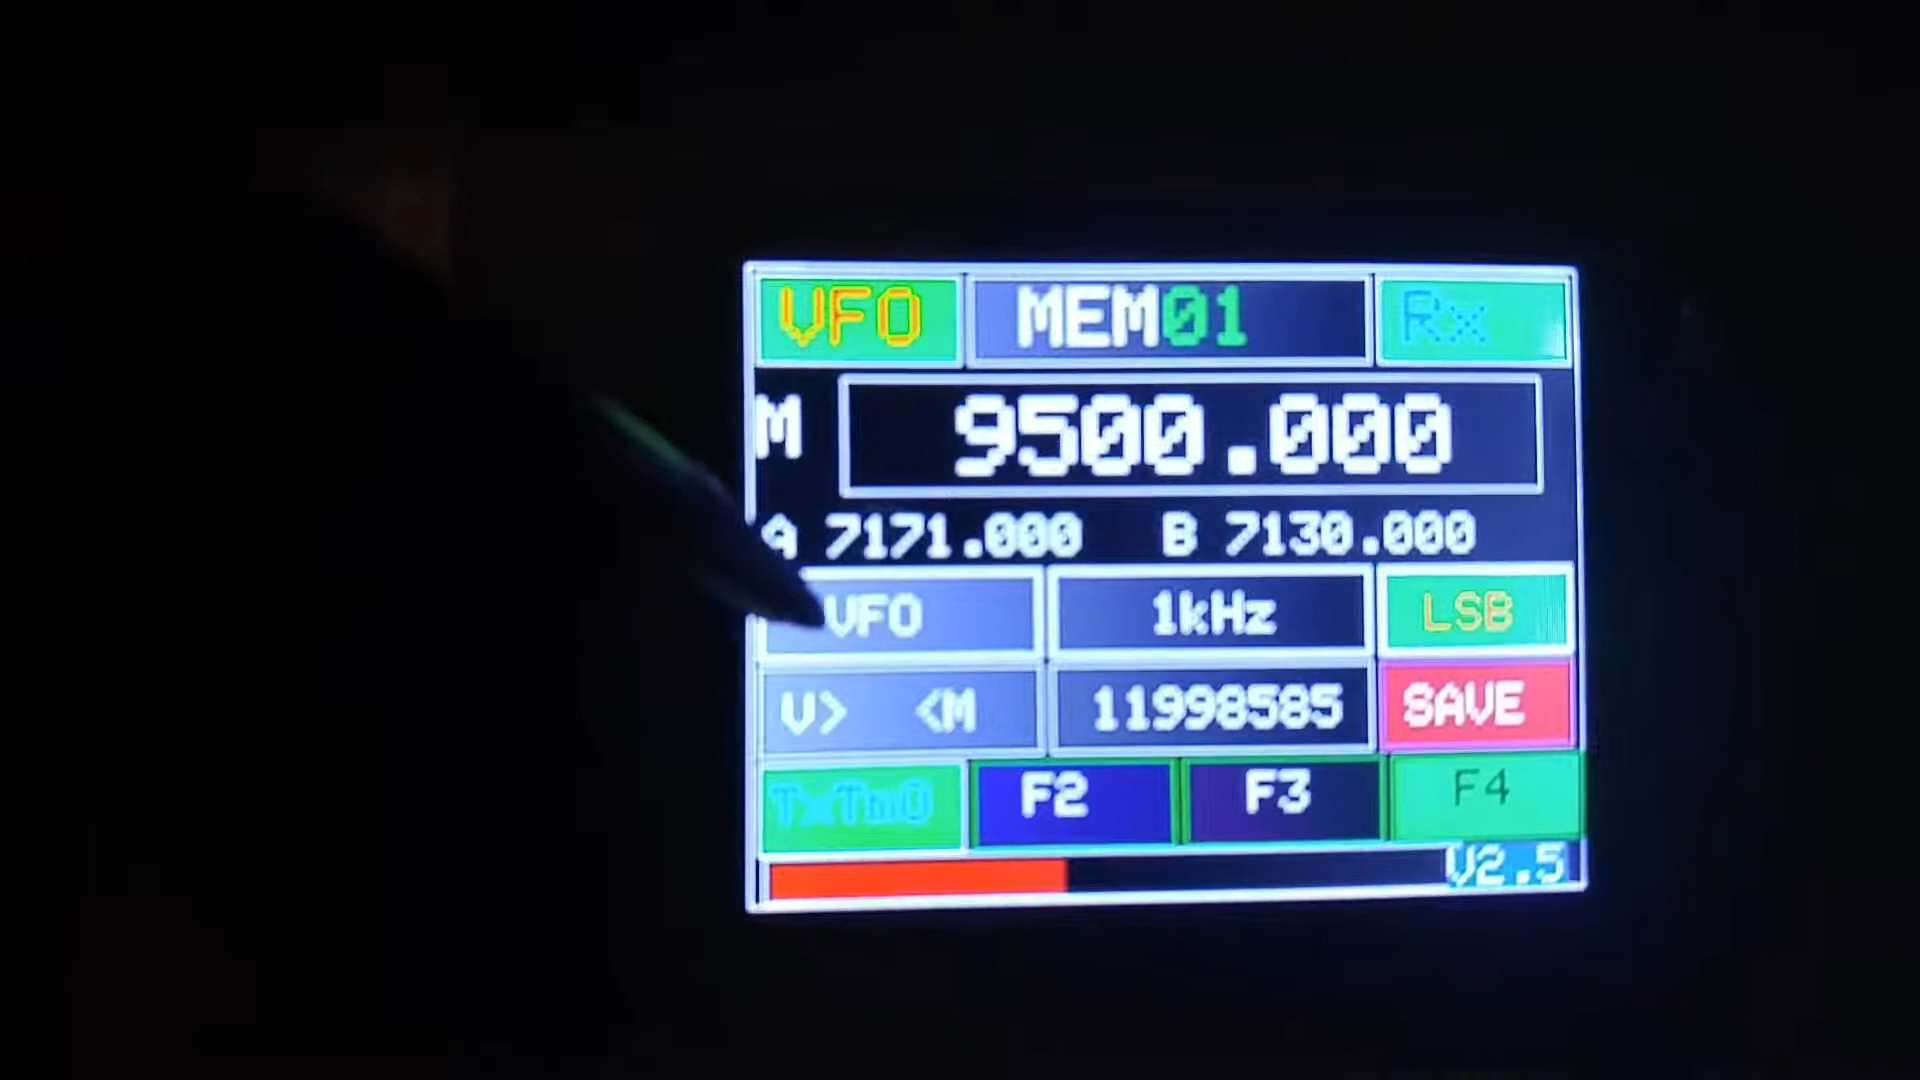 VFO MEM01 Rx
M 9500.000
A 7171.000 B 7130.000
VFO 1kHz LSB
V> <M 11998585 SAVE
TxTm0 F2 F3 F4
V2.5